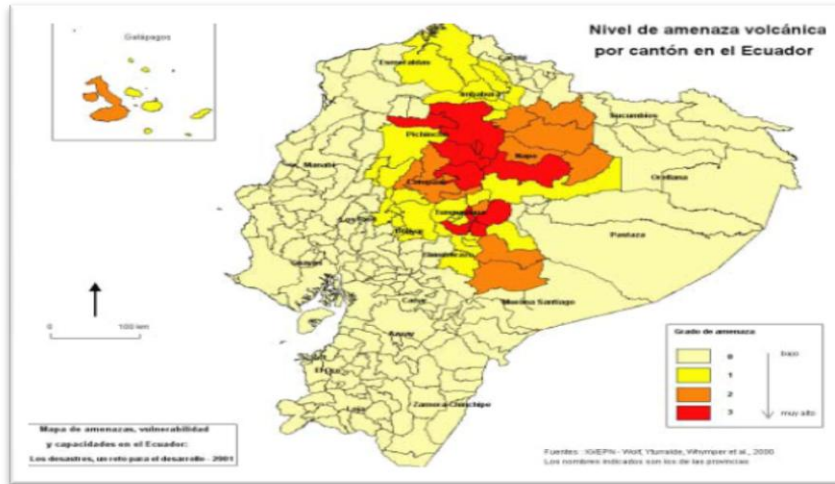 Galápagos
Nivel de amenaza volcánica
por cantón en el Ecuador
Esmeraldas
Carchi
Imbabura
Sucumbios
Pichincha
Napo
Manabí
Orellana
Cotopaxi
Tungurahua
Los Rios
Bolivar
Pastaza
Chimborazo
Guayas
Cañar
Morona Santiago
0 100 km
Azuay
El Oro
Loja
Zamora Chinchipe
Grado de amenaza
0 bajo
1
2
3 muy alto
Mapa de amenazas, vulnerabilidad
y capacidades en el Ecuador:
Los desastres, un reto para el desarrollo - 2001
Fuentes : IG/EPN - Wolf, Yturralde, Whymper et al., 2000
Los nombres indicados son los de las provincias